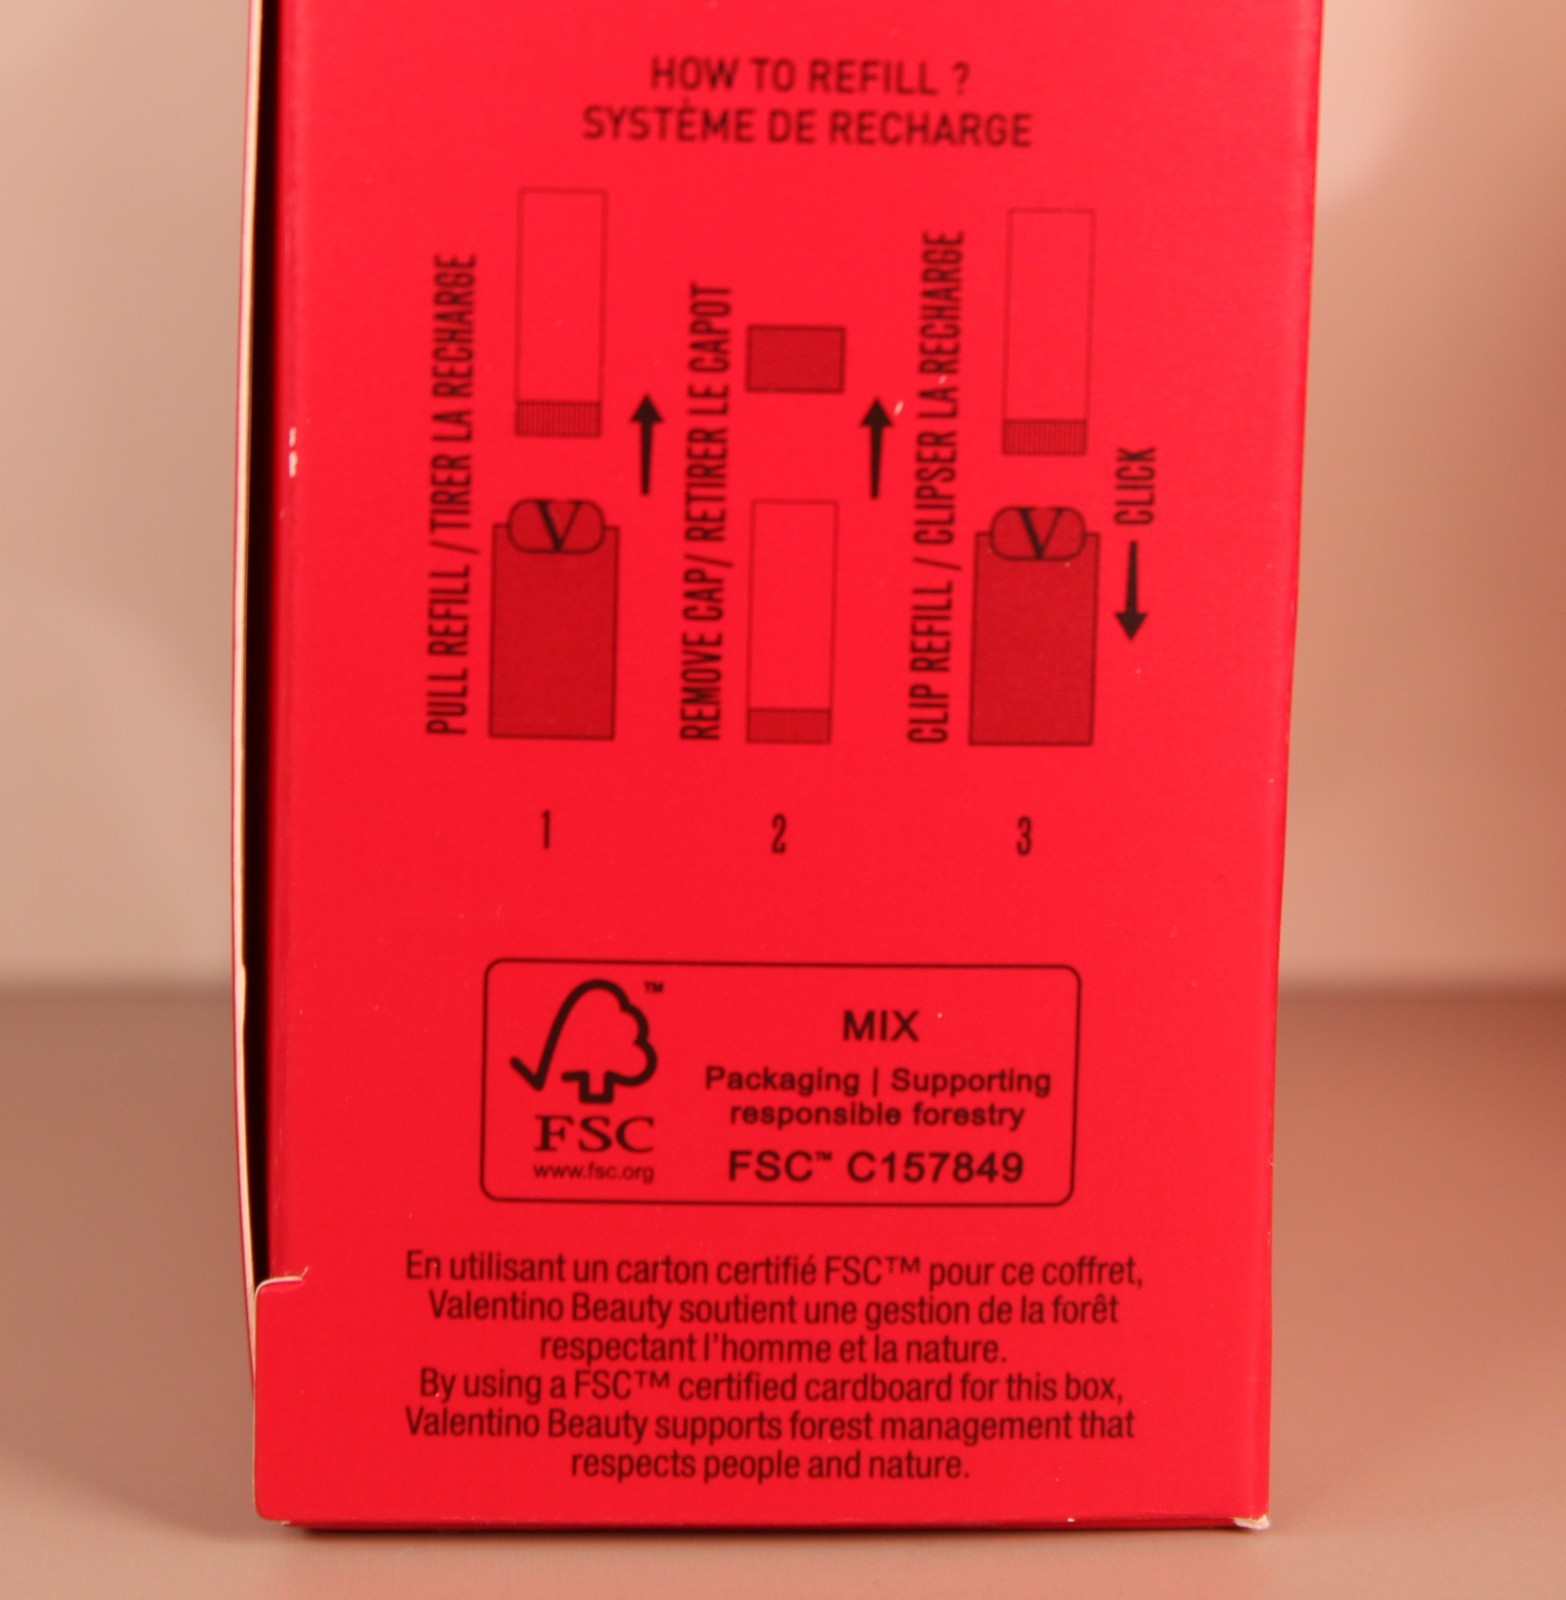 HOW TO REFILL ?
SYSTÈME DE RECHARGE
PULL REFILL / TIRER LA RECHARGE
V
1
REMOVE CAP/ RETIRER LE CAPOT
2
CLIP REFILL / CLIPSER LA RECHARGE
V
CLICK
3
FSC
www.fsc.org
™
MIX
Packaging | Supporting
responsible forestry
FSC™ C157849
En utilisant un carton certifié FSC™ pour ce coffret,
Valentino Beauty soutient une gestion de la forêt
respectant l'homme et la nature.
By using a FSC™ certified cardboard for this box,
Valentino Beauty supports forest management that
respects people and nature.